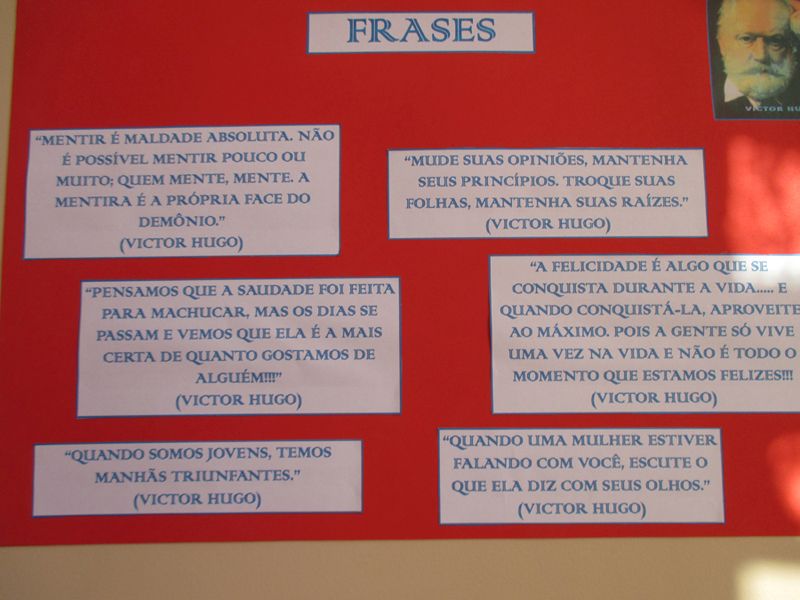 FRASES
VICTOR HU
"MENTIR É MALDADE ABSOLUTA. NÃO
É POSSÍVEL MENTIR POUCO OU
MUITO; QUEM MENTE, MENTE. A
MENTIRA É A PRÓPRIA FACE DO
DEMÔNIO."
(VICTOR HUGO)
"MUDE SUAS OPINIÕES, MANTENHA
SEUS PRINCÍPIOS. TROQUE SUAS
FOLHAS, MANTENHA SUAS RAÍZES."
(VICTOR HUGO)
"PENSAMOS QUE A SAUDADE FOI FEITA
PARA MACHUCAR, MAS OS DIAS SE
PASSAM E VEMOS QUE ELA É A MAIS
CERTA DE QUANTO GOSTAMOS DE
ALGUÉM!!!"
(VICTOR HUGO)
"A FELICIDADE É ALGO QUE SE
CONQUISTA DURANTE A VIDA..... E
QUANDO CONQUISTÁ-LA, APROVEITE
AO MÁXIMO. POIS A GENTE SÓ VIVE
UMA VEZ NA VIDA E NÃO É TODO O
MOMENTO QUE ESTAMOS FELIZES!!!
(VICTOR HUGO)
"QUANDO SOMOS JOVENS, TEMOS
MANHÃS TRIUNFANTES."
(VICTOR HUGO)
"QUANDO UMA MULHER ESTIVER
FALANDO COM VOCÊ, ESCUTE O
QUE ELA DIZ COM SEUS OLHOS."
(VICTOR HUGO)